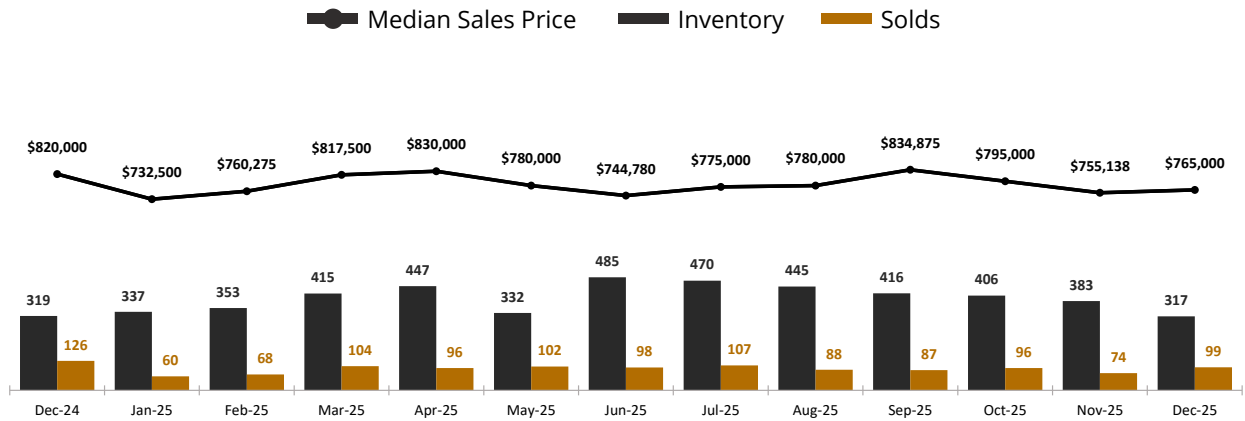 Median Sales Price Inventory Solds
$820,000 $732,500 $760,275 $817,500 $830,000 $780,000 $744,780 $775,000 $780,000 $834,875 $795,000 $755,138 $765,000
319 337 353 415 447 332 485 470 445 416 406 383 317
126 60 68 104 96 102 98 107 88 87 96 74 99
Dec-24 Jan-25 Feb-25 Mar-25 Apr-25 May-25 Jun-25 Jul-25 Aug-25 Sep-25 Oct-25 Nov-25 Dec-25